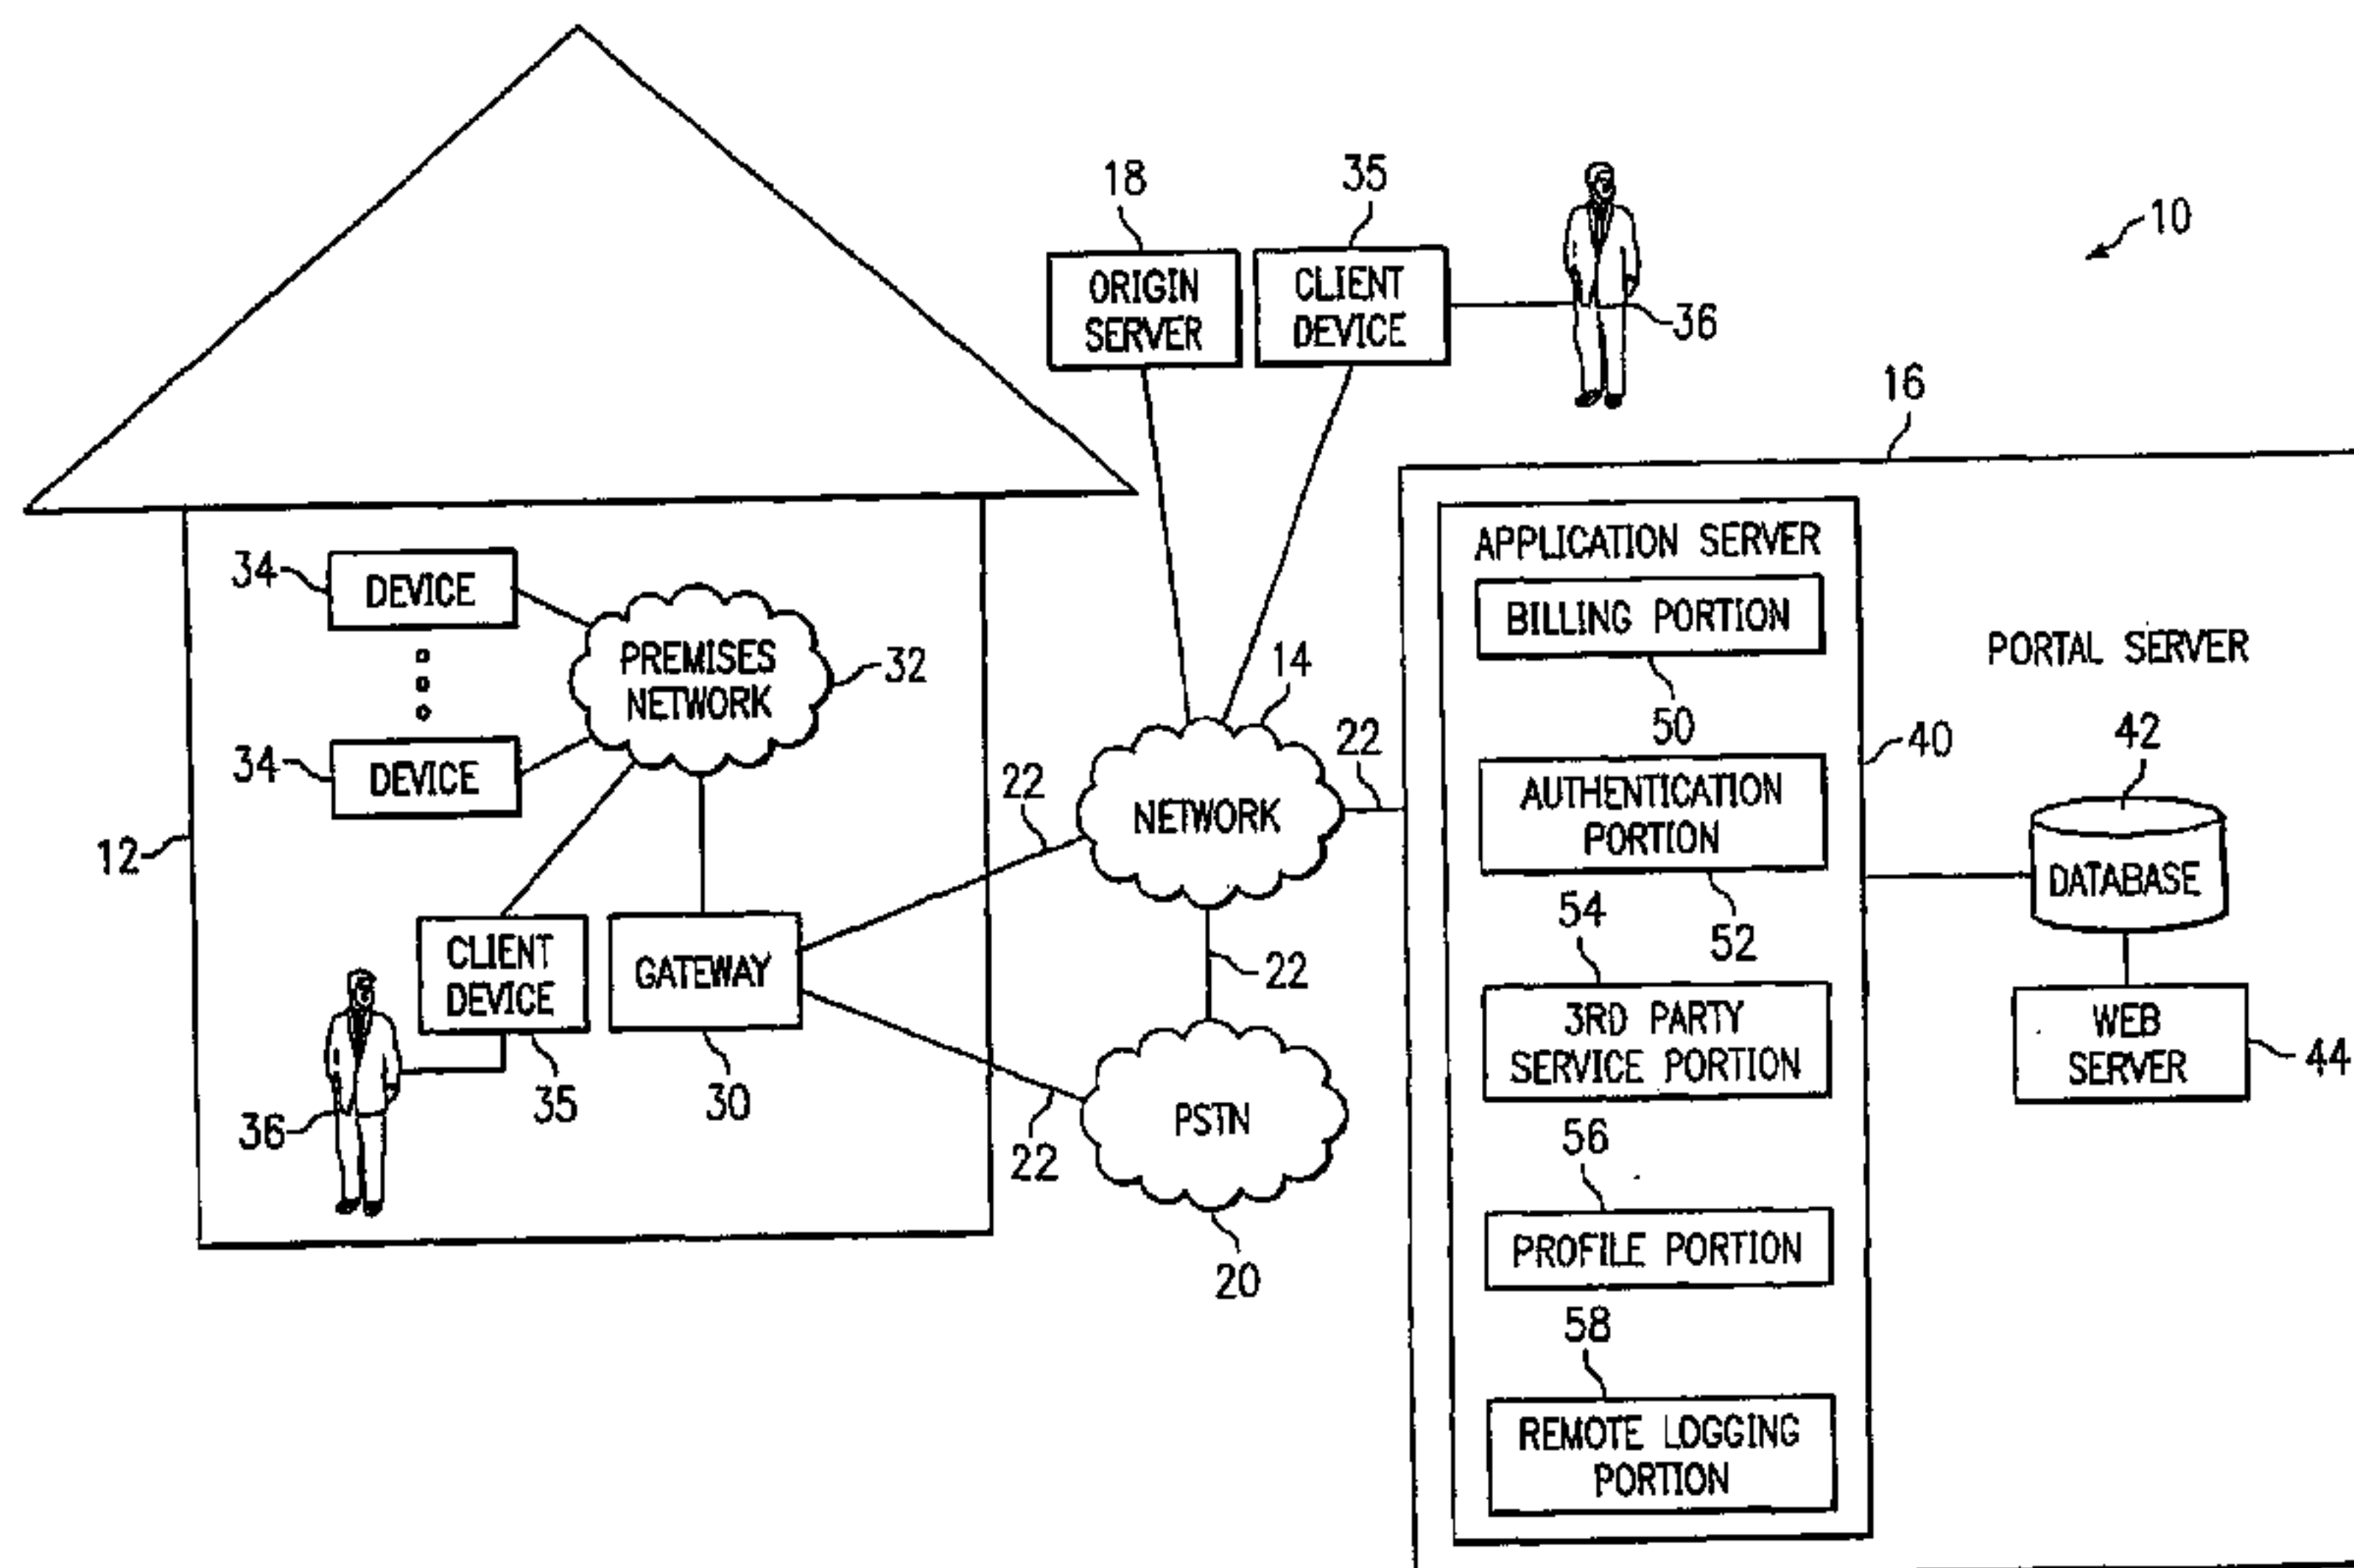 18
35
10
ORIGIN
SERVER
CLIENT
DEVICE
36
16
34
DEVICE
PREMISES
NETWORK
32
34
DEVICE
12
CLIENT
DEVICE
GATEWAY
36
35
30
14
22
NETWORK
22
22
22
PSTN
20
APPLICATION SERVER
BILLING PORTION
50
AUTHENTICATION
PORTION
52
54
3RD PARTY
SERVICE PORTION
56
PROFILE PORTION
58
REMOTE LOGGING
PORTION
40
PORTAL SERVER
42
DATABASE
WEB
SERVER
44